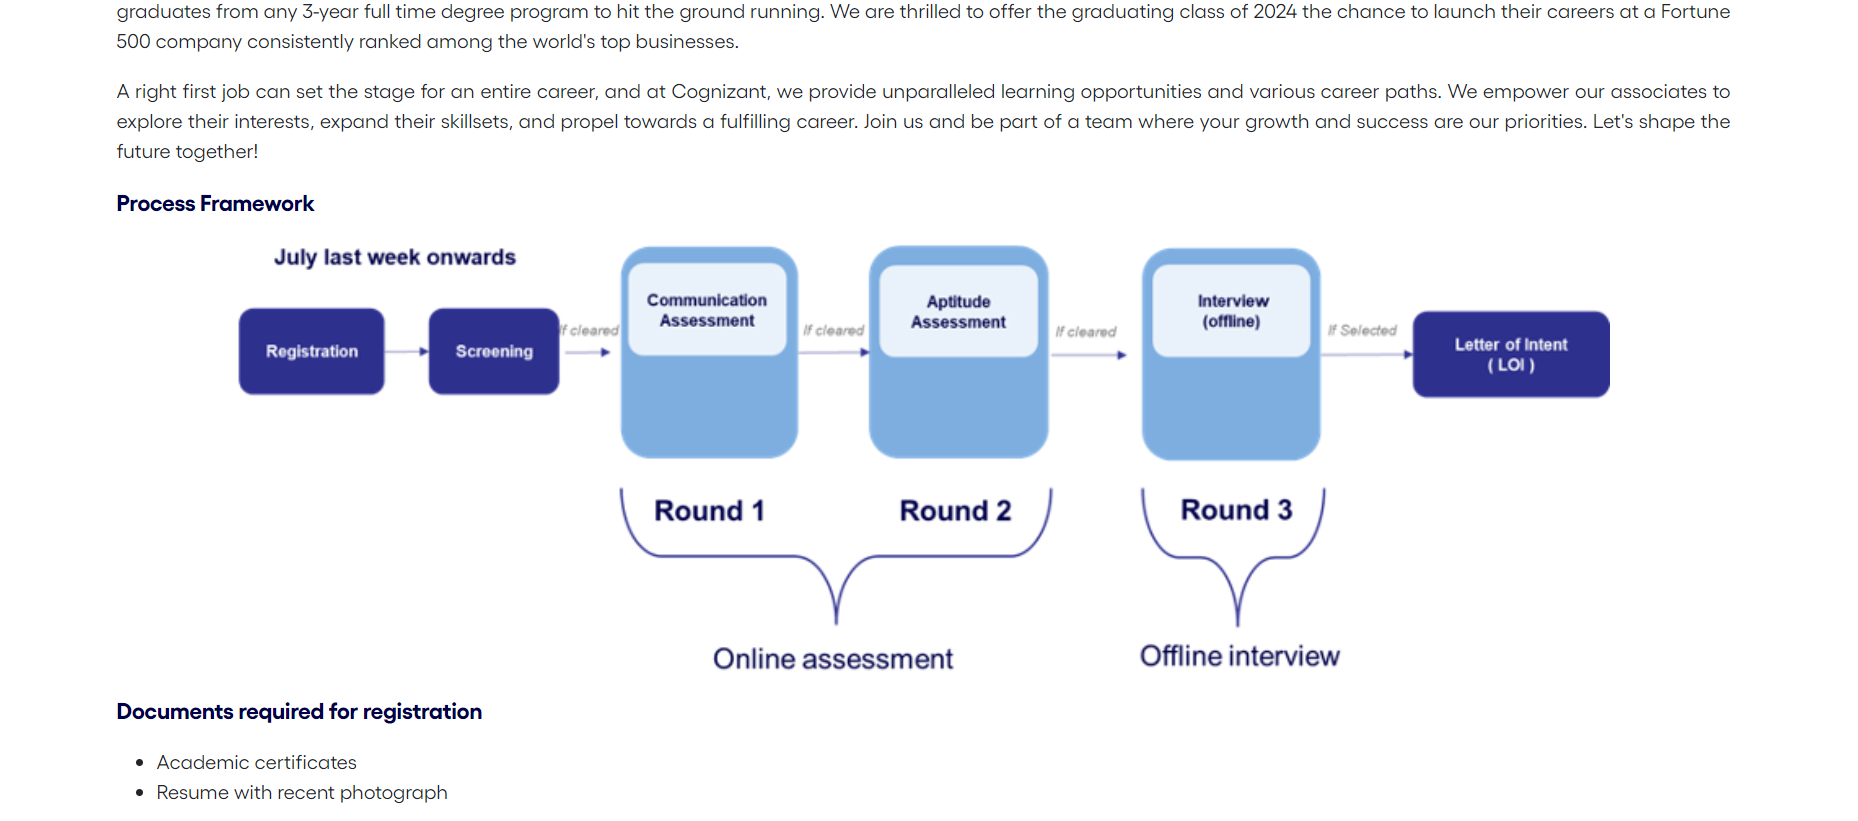 graduates from any 3-year full time degree program to hit the ground running. We are thrilled to offer the graduating class of 2024 the chance to launch their careers at a Fortune
500 company consistently ranked among the world's top businesses.
A right first job can set the stage for an entire career, and at Cognizant, we provide unparalleled learning opportunities and various career paths. We empower our associates to
explore their interests, expand their skillsets, and propel towards a fulfilling career. Join us and be part of a team where your growth and success are our priorities. Let's shape the
future together!
Process Framework
July last week onwards
Registration
Screening
If cleared
Communication
Assessment
If cleared
Aptitude
Assessment
If cleared
Interview
(offline)
If Selected
Letter of Intent
( LOI )
Round 1
Round 2
Round 3
Online assessment
Offline interview
Documents required for registration
• Academic certificates
• Resume with recent photograph